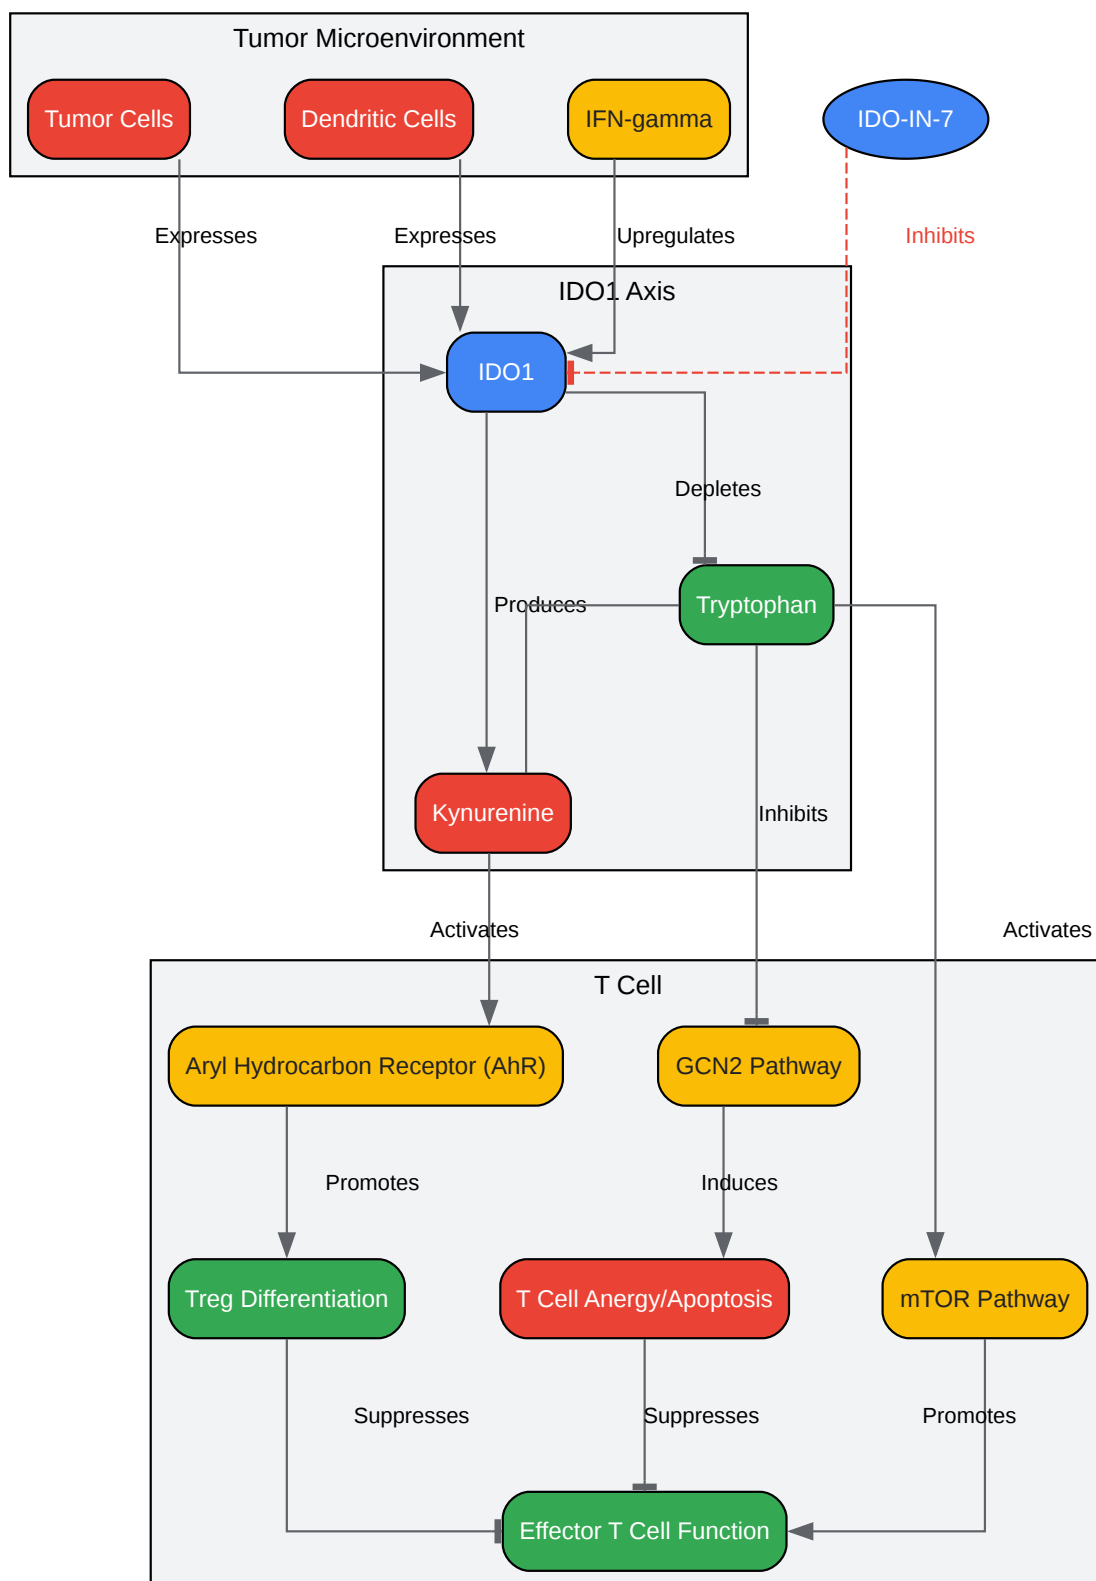 Tumor Microenvironment
Tumor Cells
Dendritic Cells
IFN-gamma
IDO-IN-7
Expresses
Expresses
Upregulates
Inhibits
IDO1 Axis
IDO1
Depletes
Produces
Tryptophan
Kynurenine
Inhibits
Activates
Activates
T Cell
Aryl Hydrocarbon Receptor (AhR)
GCN2 Pathway
Promotes
Induces
Treg Differentiation
T Cell Anergy/Apoptosis
mTOR Pathway
Suppresses
Suppresses
Promotes
Effector T Cell Function